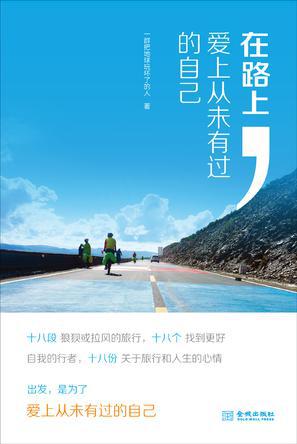 在路上，
爱上从未有过
的自己
一群把地球玩坏了的人 著
十八段 狼狈或拉风的旅行，十八个 找到更好
自我的行者，十八份 关于旅行和人生的心情
出发，是为了
爱上从未有过的自己
金城出版社
GOLD WALL PRESS